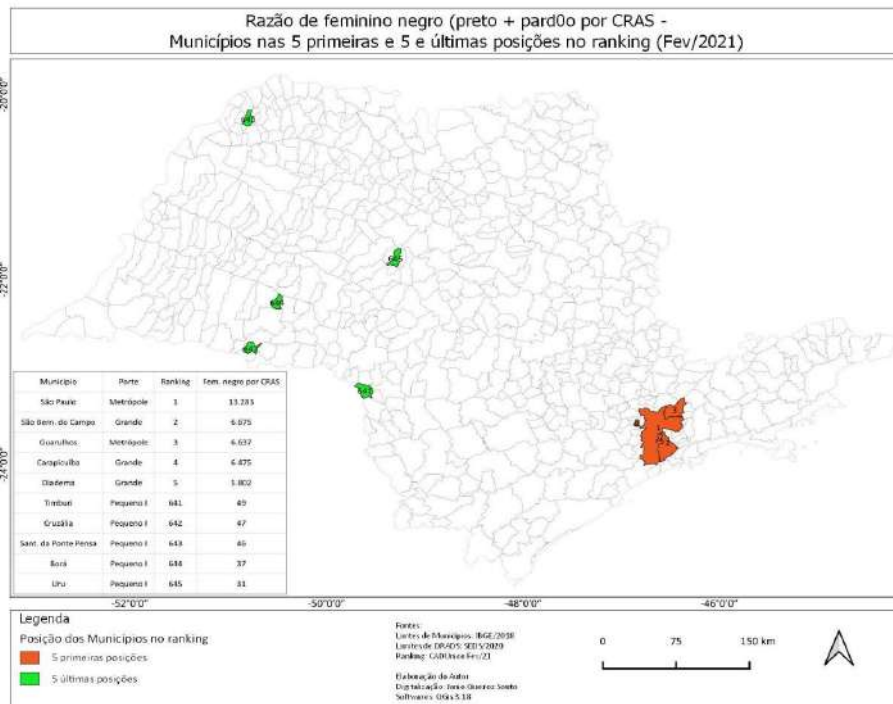 Razão de feminino negro (preto + pard0o por CRAS -
Municípios nas 5 primeiras e 5 e últimas posições no ranking (Fev/2021)
-20°0'0"
-22°0'0"
-24°0'0"
645
Município Porte Ranking Fem. negro por CRAS
São Paulo Metrópole 1 13.283
São Bern. do Campo Grande 2 6.675
Guarulhos Metrópole 3 6.637
Carapicuíba Grande 4 6.475
Diadema Grande 5 5.802
Timburi Pequeno I 641 49
Cruzália Pequeno I 642 47
Sant. da Ponte Pensa Pequeno I 643 46
Borá Pequeno I 644 37
Uru Pequeno I 645 31
-52°0'0" -50°0'0" -48°0'0" -46°0'0"
Legenda
Posição dos Municípios no ranking
5 primeiras posições
5 últimas posições
Fontes:
Limites de Municípios: IBGE/2018
Limites de DRADS: SEDS/2020
Ranking: CADUnico Fev/21
Elaboração do Autor
Digitalização: Junio Queiroz Souto
Softwares: QGis 3.18
0 75 150 km